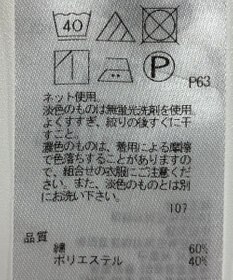 40
P
P63
ネット使用。
淡色のものは無蛍光洗剤を使用。
よくすすぎ、絞りの後すぐに干
すこと。
濃色のものは、着用による摩擦
で色落ちすることがありますの
で、組合せの衣服にご注意くださ
い。また、淡色のものとは別
にお洗い下さい。
107
品質
綿 60%
ポリエステル 40%